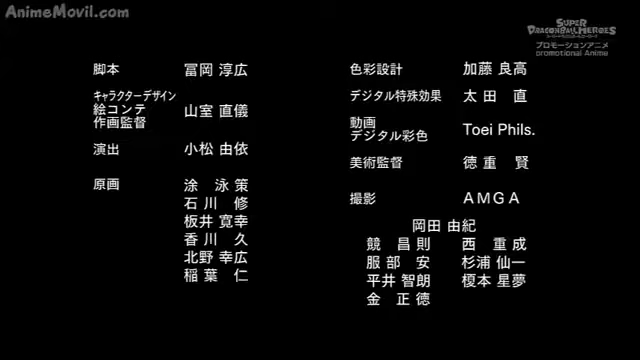 AnimeMovil.com
SUPER
DRAGONBALL HEROES
プロモーションアニメ
promotional Anime
脚本 冨岡 淳広
キャラクターデザイン
絵コンテ
作画監督
山室 直儀
演出 小松 由依
原画 涂 泳策
石川 修
板井 寛幸
香川 久
北野 幸広
稲葉 仁
色彩設計 加藤 良高
デジタル特殊効果 太田 直
動画
デジタル彩色
Toei Phils.
美術監督 徳重 賢
撮影 AMGA
岡田 由紀
競 昌則 西 重成
服部 安 杉浦 仙一
平井 智朗 榎本 星夢
金 正徳